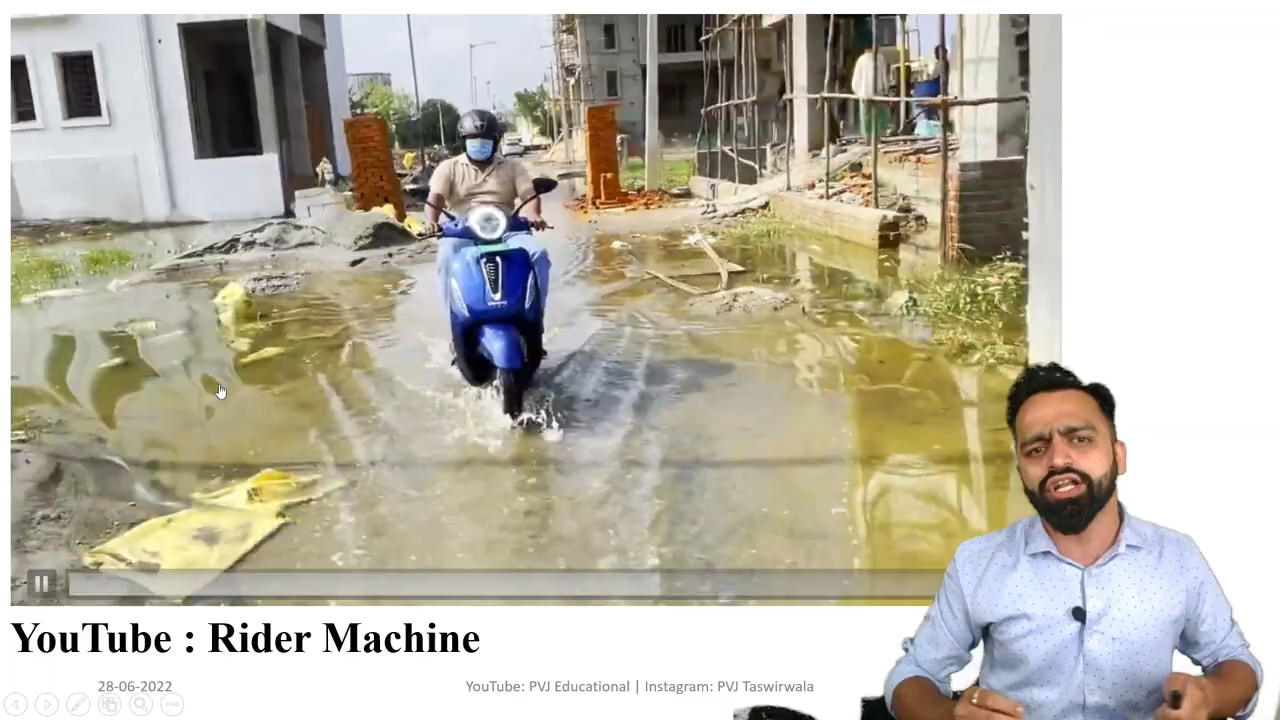 YouTube : Rider Machine
28-06-2022
YouTube: PVJ Educational | Instagram: PVJ Taswirwala